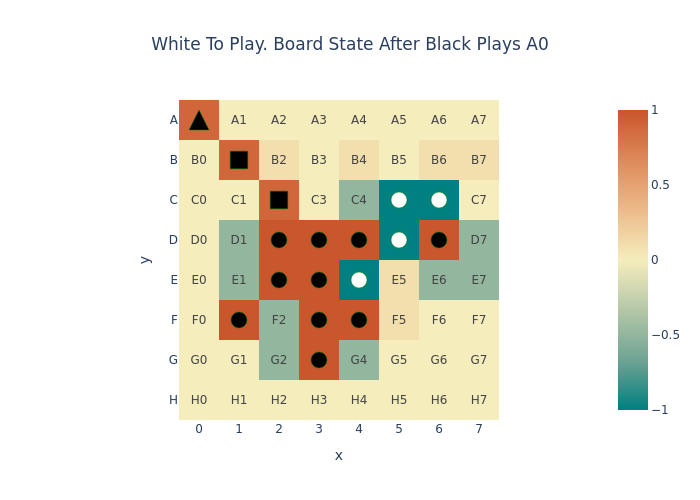 White To Play. Board State After Black Plays A0
A A1 A2 A3 A4 A5 A6 A7
B B0 B2 B3 B4 B5 B6 B7
C C0 C1 C3 C4 C7
D D0 D1 D7
E E0 E1 E5 E6 E7
F F0 F2 F5 F6 F7
G G0 G1 G2 G4 G5 G6 G7
H H0 H1 H2 H3 H4 H5 H6 H7
0 1 2 3 4 5 6 7
x
y
1
0.5
0
−0.5
−1